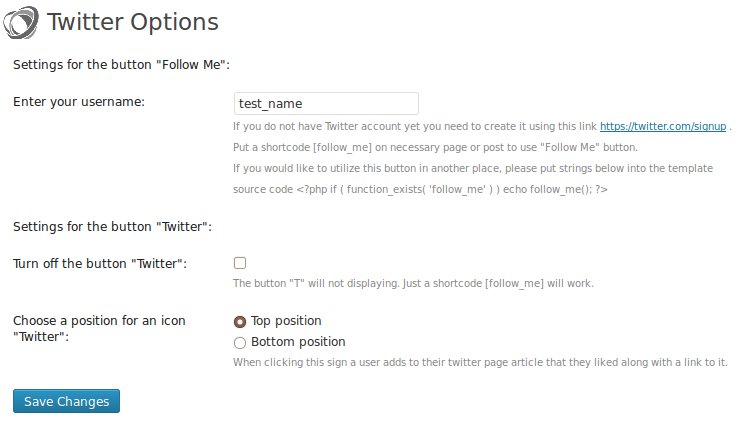 Twitter Options
Settings for the button "Follow Me":
Enter your username:
test_name
If you do not have Twitter account yet you need to create it using this link https://twitter.com/signup .
Put a shortcode [follow_me] on necessary page or post to use "Follow Me" button.
If you would like to utilize this button in another place, please put strings below into the template
source code <?php if ( function_exists( 'follow_me' ) ) echo follow_me(); ?>
Settings for the button "Twitter":
Turn off the button "Twitter":
The button "T" will not displaying. Just a shortcode [follow_me] will work.
Choose a position for an icon
"Twitter":
Top position
Bottom position
When clicking this sign a user adds to their twitter page article that they liked along with a link to it.
Save Changes